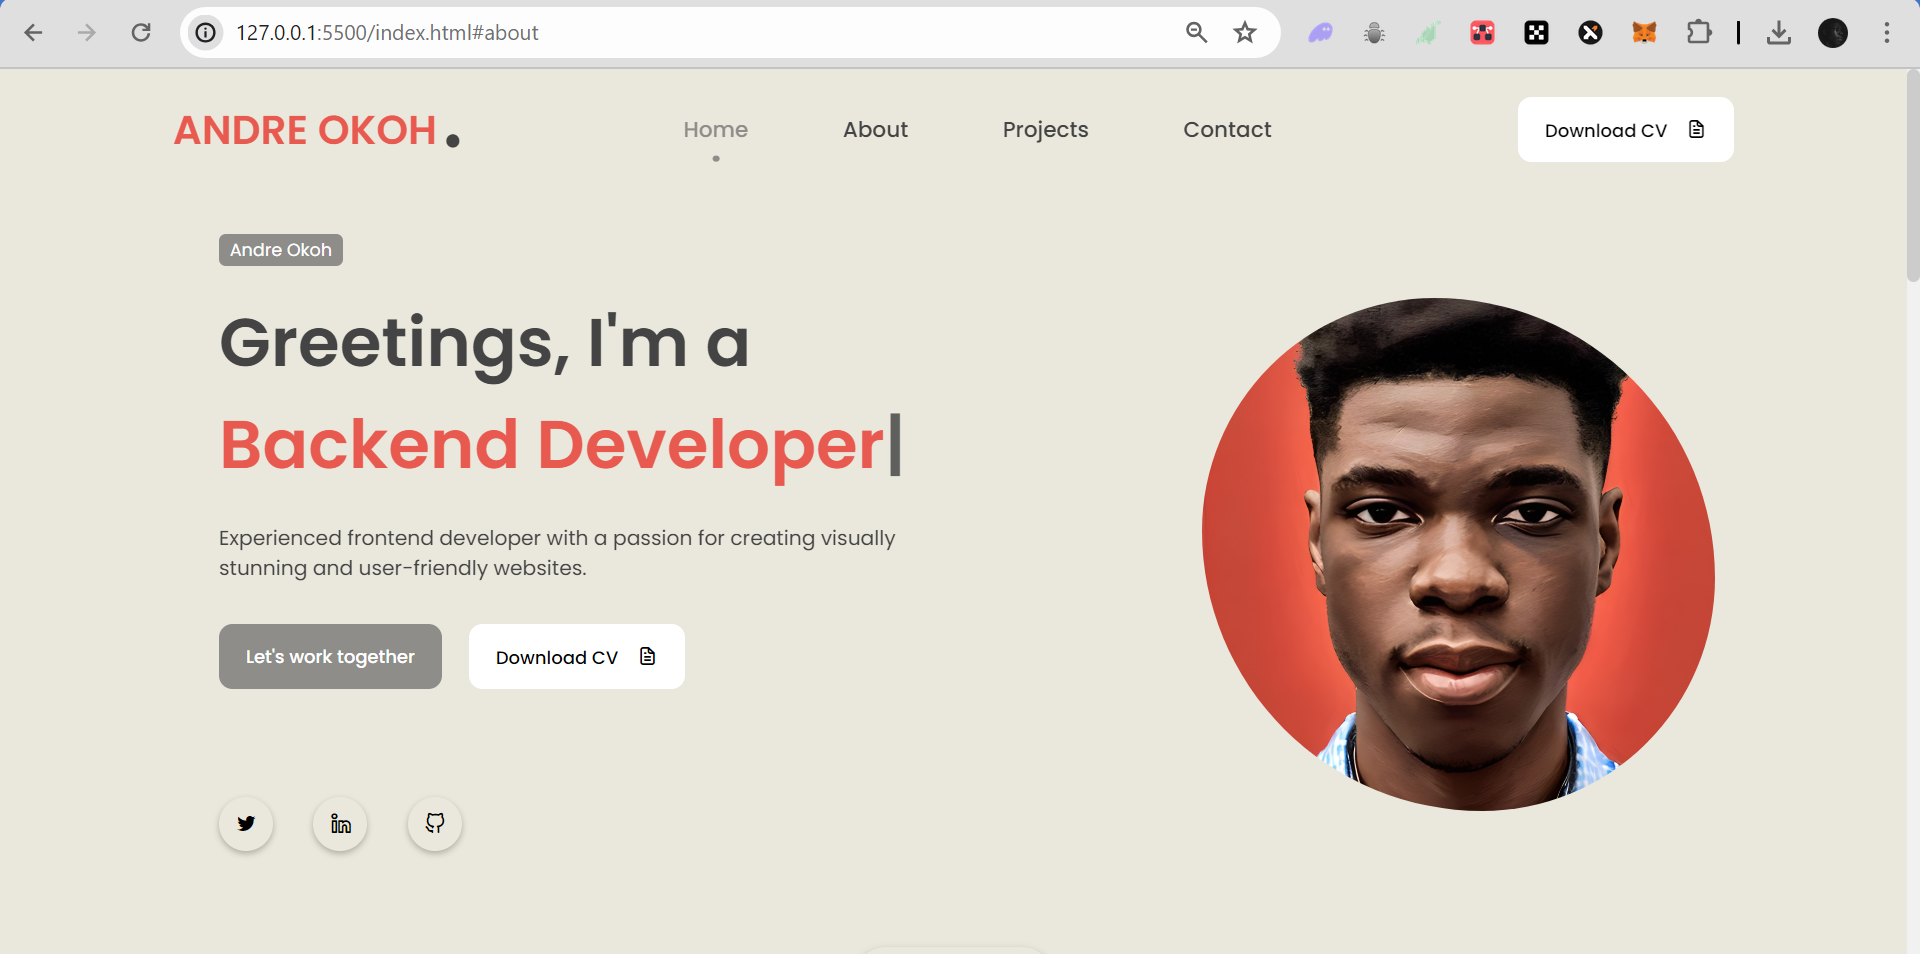 127.0.0.1:5500/index.html#about
ANDRE OKOH.
Home About Projects Contact Download CV
Andre Okoh
Greetings, I'm a
Backend Developer|
Experienced frontend developer with a passion for creating visually
stunning and user-friendly websites.
Let's work together Download CV